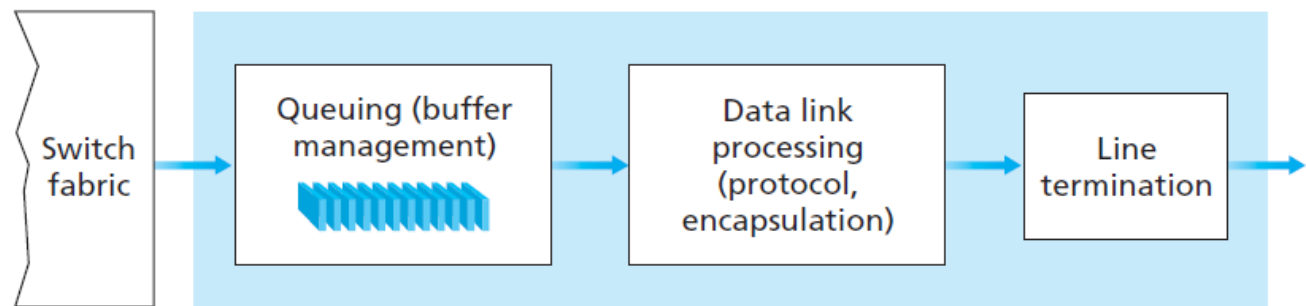 Switch
fabric
Queuing (buffer
management)
Data link
processing
(protocol,
encapsulation)
Line
termination